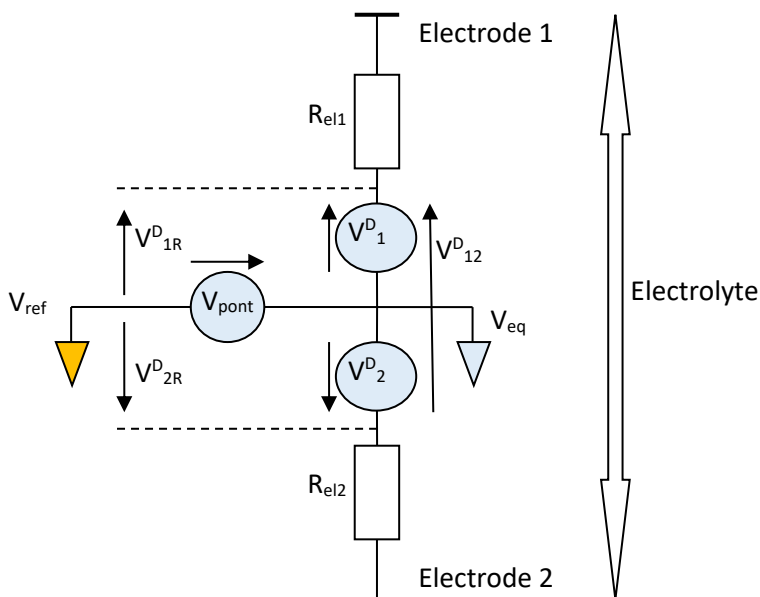 Electrode 1
Rel1
VD1
VD1R
VD12
Vref
Vpont
Electrolyte
Veq
VD2R
VD2
Rel2
Electrode 2